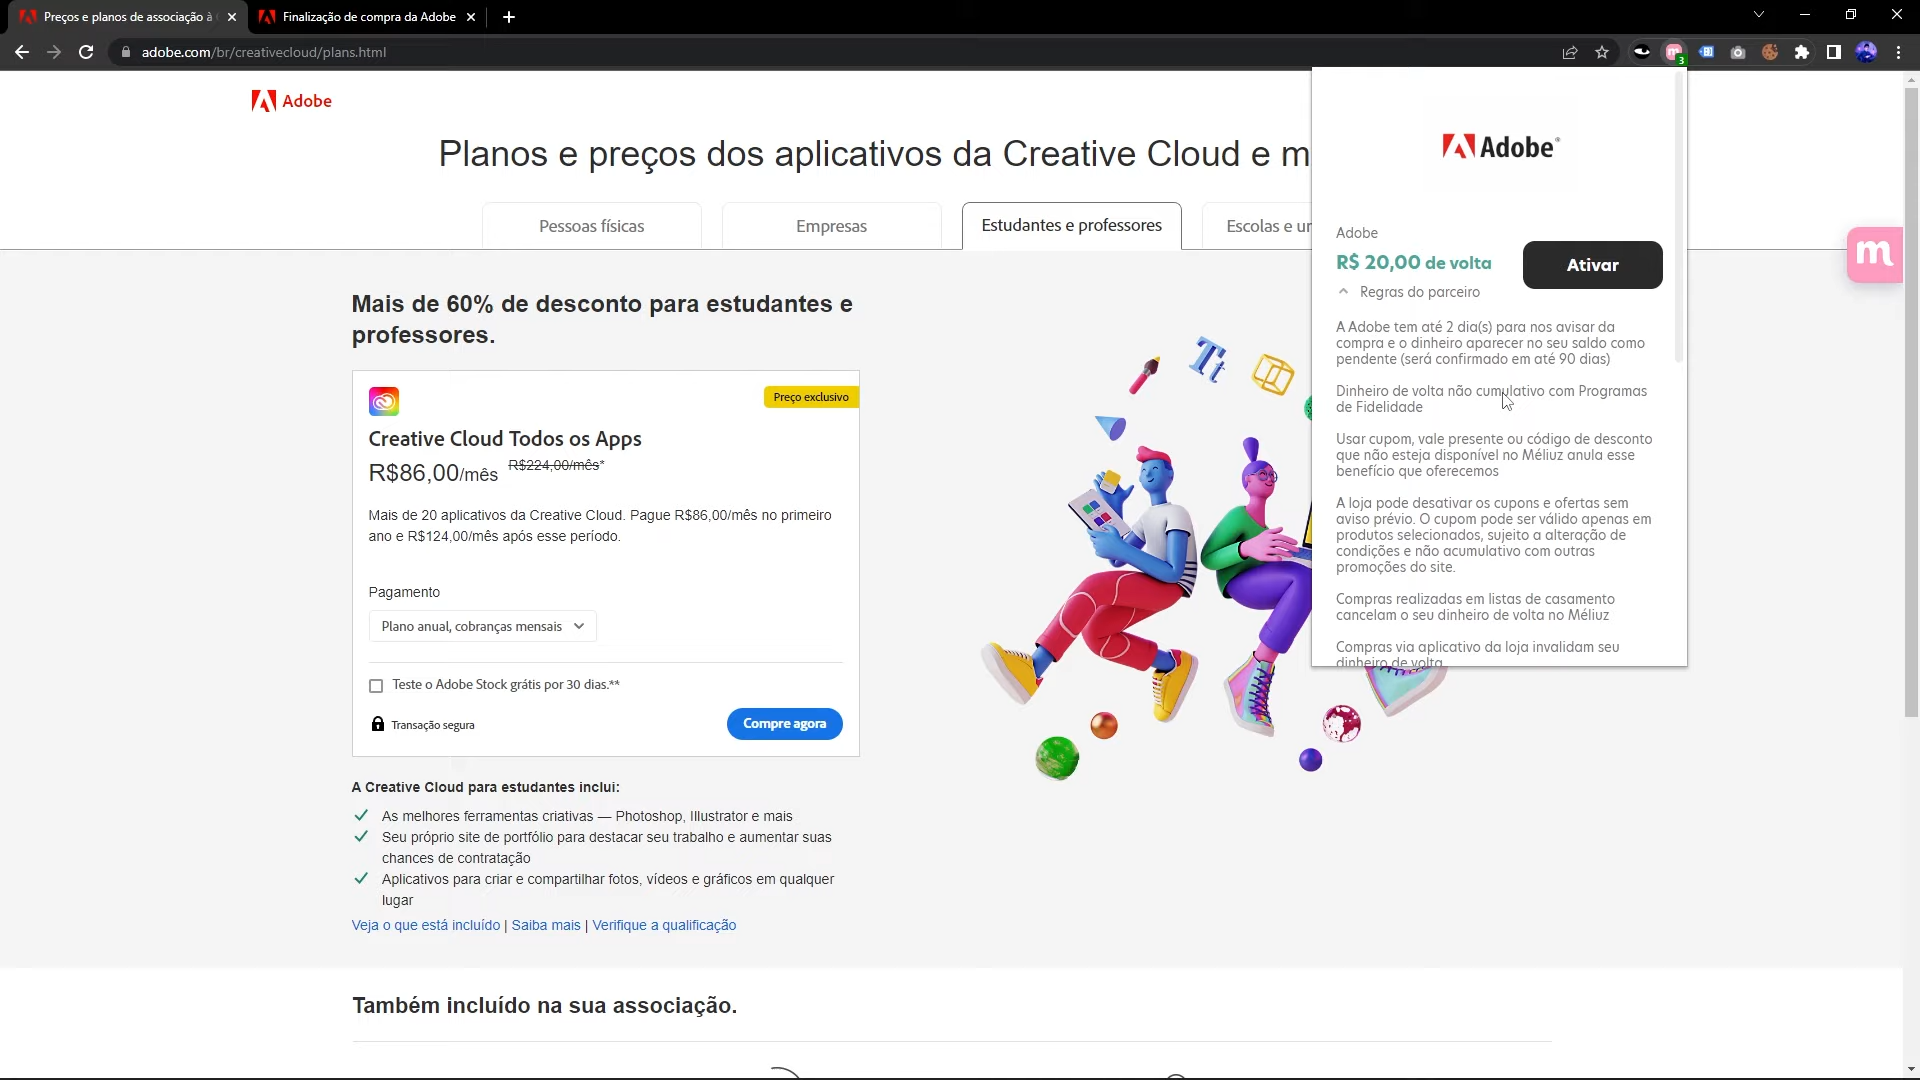 Preços e planos de associação à
Finalização de compra da Adobe
adobe.com/br/creativecloud/plans.html
3
Adobe
Planos e preços dos aplicativos da Creative Cloud e m
Pessoas físicas
Empresas
Estudantes e professores
Escolas e ur
Mais de 60% de desconto para estudantes e
professores.
Preço exclusivo
Creative Cloud Todos os Apps
R$86,00/mês R$224,00/mês*
Mais de 20 aplicativos da Creative Cloud. Pague R$86,00/mês no primeiro
ano e R$124,00/mês após esse período.
Pagamento
Plano anual, cobranças mensais
Teste o Adobe Stock grátis por 30 dias.**
Transação segura
Compre agora
A Creative Cloud para estudantes inclui:
As melhores ferramentas criativas — Photoshop, Illustrator e mais
Seu próprio site de portfólio para destacar seu trabalho e aumentar suas
chances de contratação
Aplicativos para criar e compartilhar fotos, vídeos e gráficos em qualquer
lugar
Veja o que está incluído | Saiba mais | Verifique a qualificação
Também incluído na sua associação.
Tt
Adobe®
Adobe
R$ 20,00 de volta
Ativar
Regras do parceiro
A Adobe tem até 2 dia(s) para nos avisar da
compra e o dinheiro aparecer no seu saldo como
pendente (será confirmado em até 90 dias)
Dinheiro de volta não cumulativo com Programas
de Fidelidade
Usar cupom, vale presente ou código de desconto
que não esteja disponível no Méliuz anula esse
benefício que oferecemos
A loja pode desativar os cupons e ofertas sem
aviso prévio. O cupom pode ser válido apenas em
produtos selecionados, sujeito a alteração de
condições e não acumulativo com outras
promoções do site.
Compras realizadas em listas de casamento
cancelam o seu dinheiro de volta no Méliuz
Compras via aplicativo da loja invalidam seu
dinheiro de volta
m